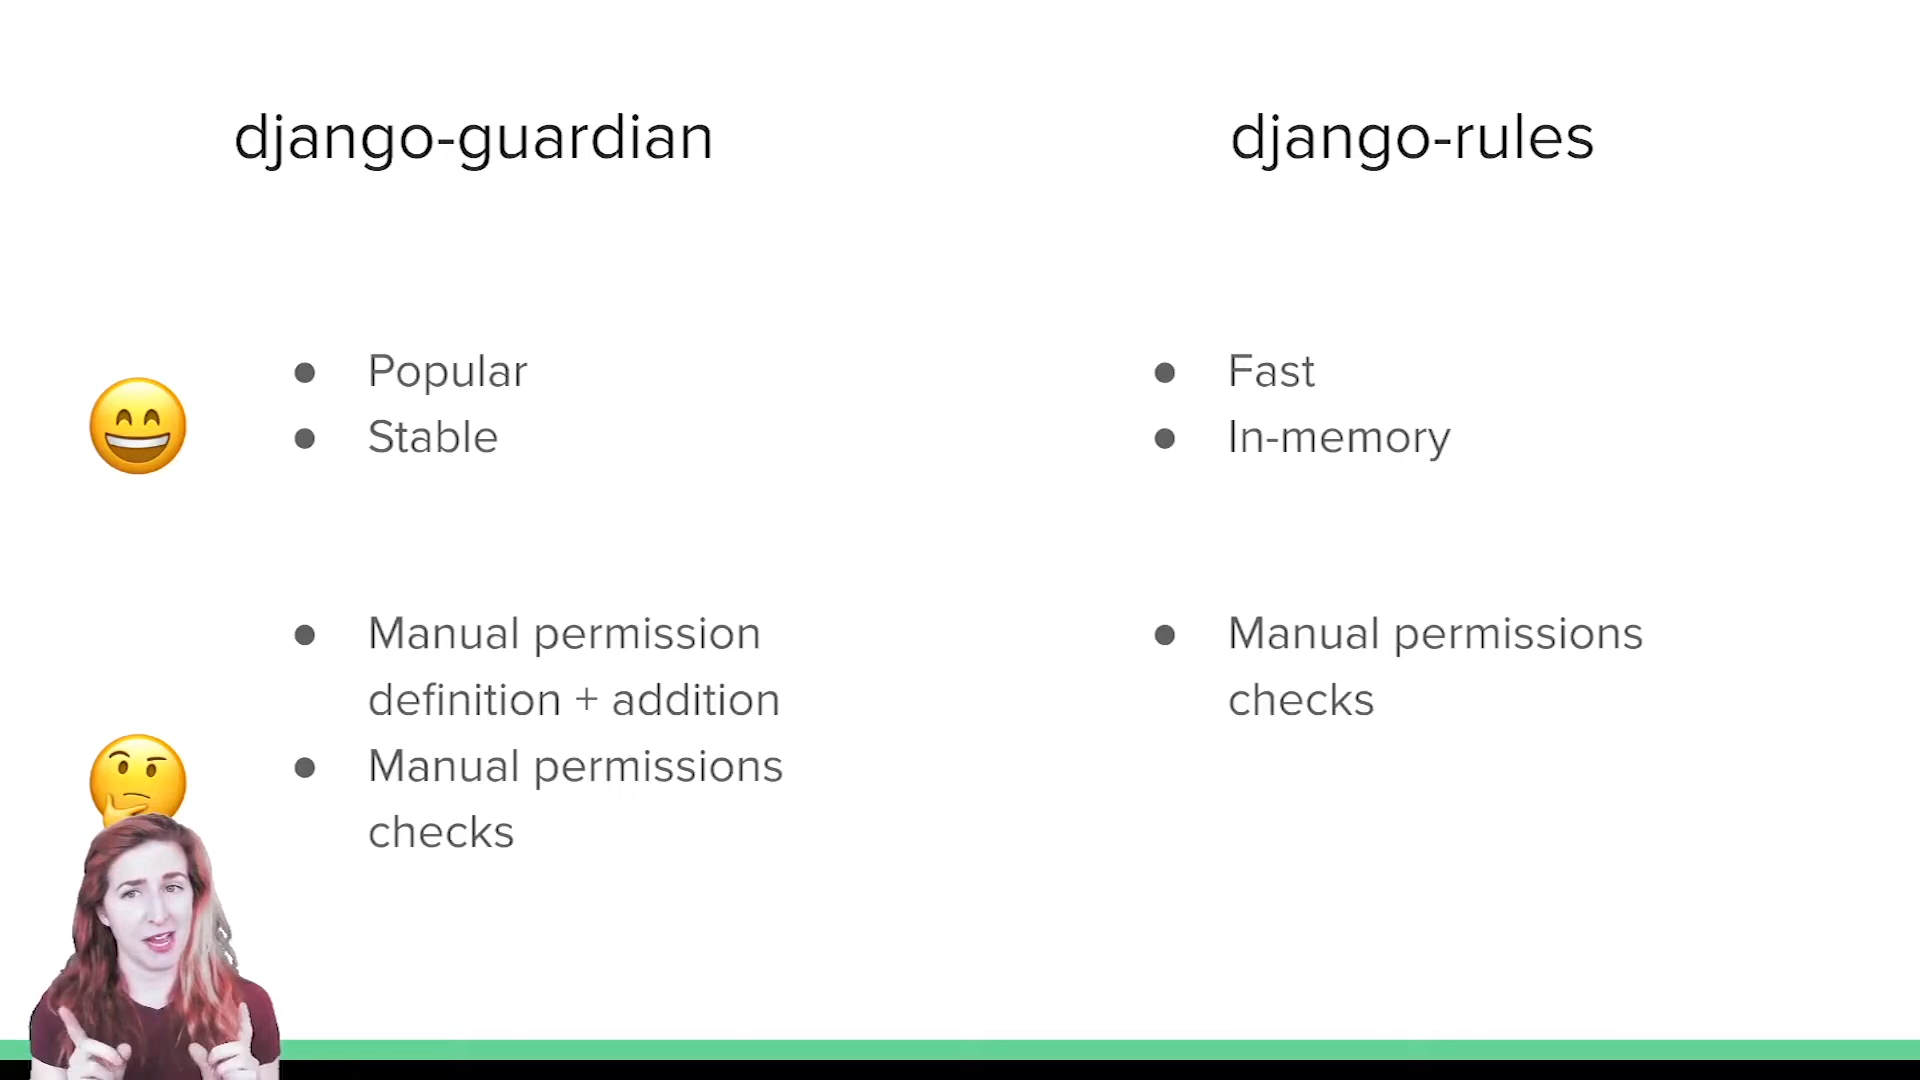 django-guardian
django-rules
● Popular
● Stable
● Fast
● In-memory
● Manual permission
definition + addition
● Manual permissions
checks
● Manual permissions
checks